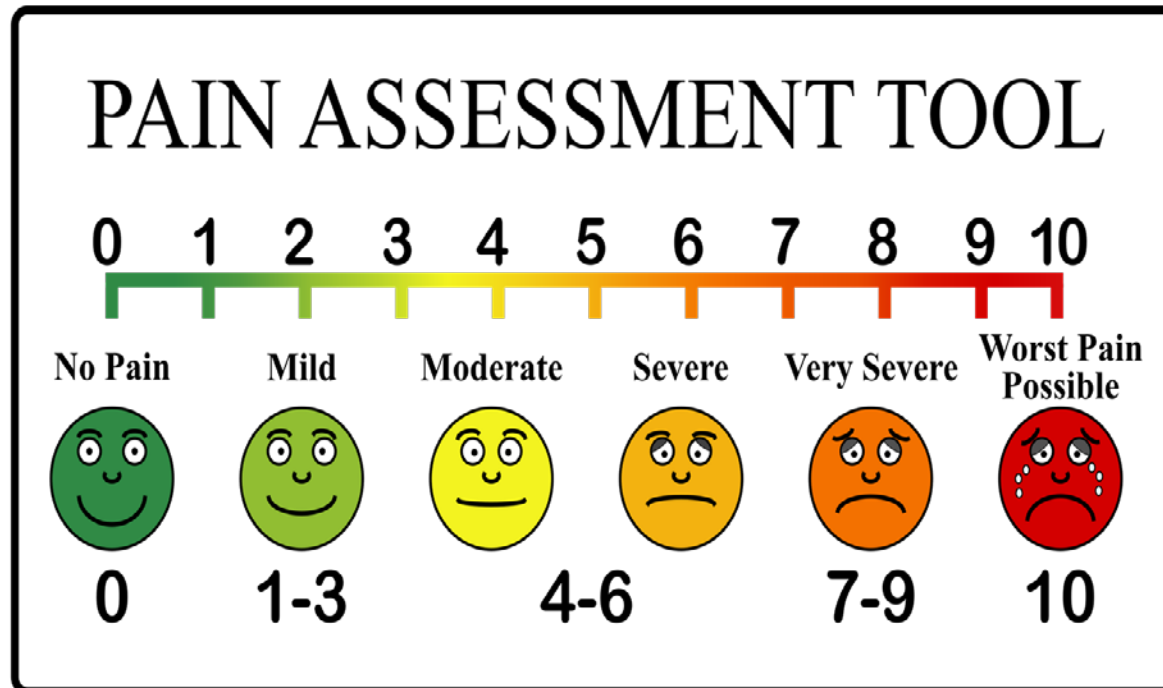 PAIN ASSESSMENT TOOL
0 1 2 3 4 5 6 7 8 9 10
No Pain Mild Moderate Severe Very Severe Worst Pain
Possible
0 1-3 4-6 7-9 10